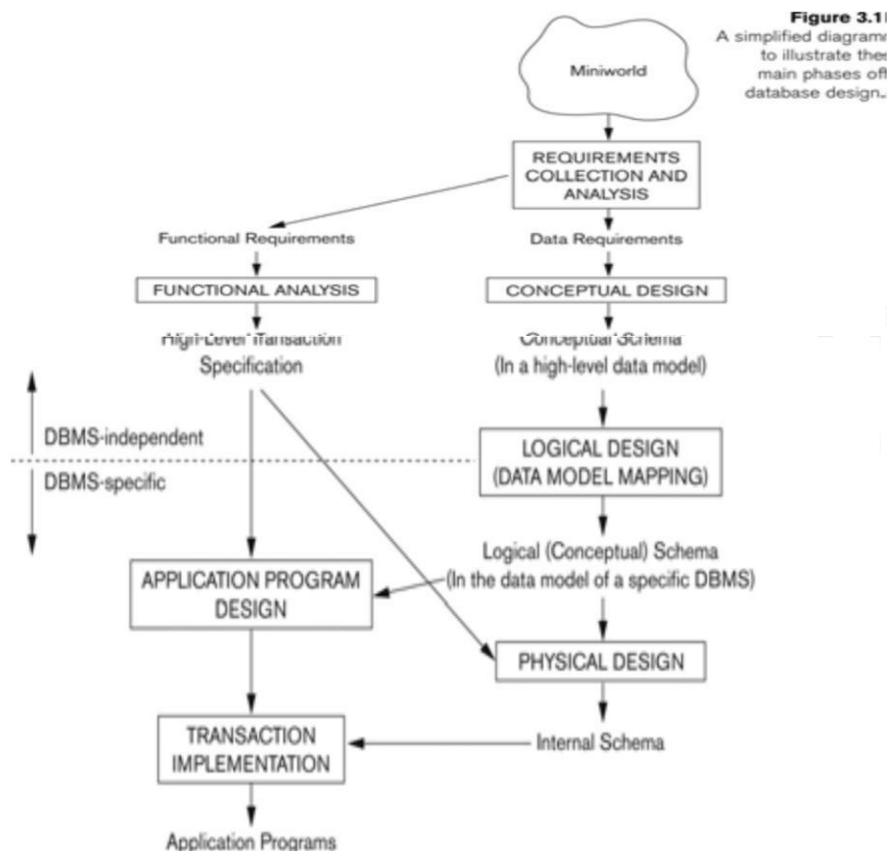 Figure 3.1
A simplified diagramm
to illustrate thes
main phases off
database design..
Miniworld
REQUIREMENTS
COLLECTION AND
ANALYSIS
Functional Requirements
Data Requirements
FUNCTIONAL ANALYSIS
CONCEPTUAL DESIGN
High-Level Transaction
Specification
Conceptual Schema
(In a high-level data model)
DBMS-independent
DBMS-specific
LOGICAL DESIGN
(DATA MODEL MAPPING)
Logical (Conceptual) Schema
(In the data model of a specific DBMS)
APPLICATION PROGRAM
DESIGN
PHYSICAL DESIGN
TRANSACTION
IMPLEMENTATION
Internal Schema
Application Programs